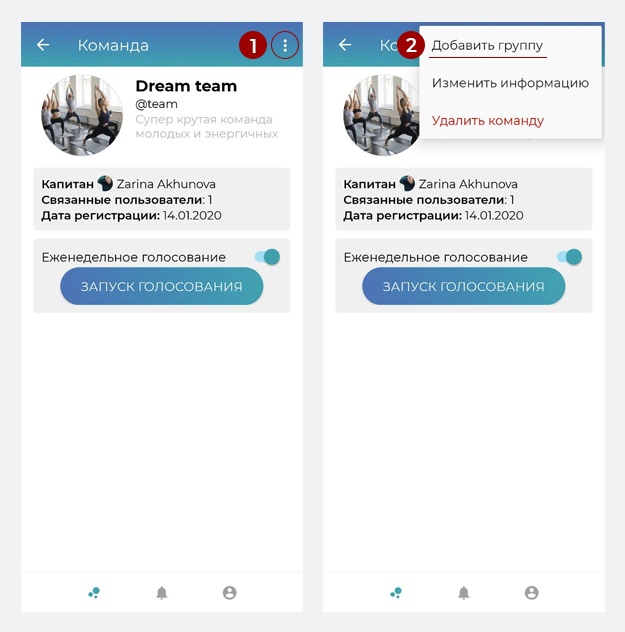 Команда
1
Dream team
@team
Супер крутая команда
молодых и энергичных
Капитан Zarina Akhunova
Связанные пользователи: 1
Дата регистрации: 14.01.2020
Еженедельное голосование
ЗАПУСК ГОЛОСОВАНИЯ
Ко
2
Добавить группу
Изменить информацию
Удалить команду
Капитан Zarina Akhunova
Связанные пользователи: 1
Дата регистрации: 14.01.2020
Еженедельное голосование
ЗАПУСК ГОЛОСОВАНИЯ